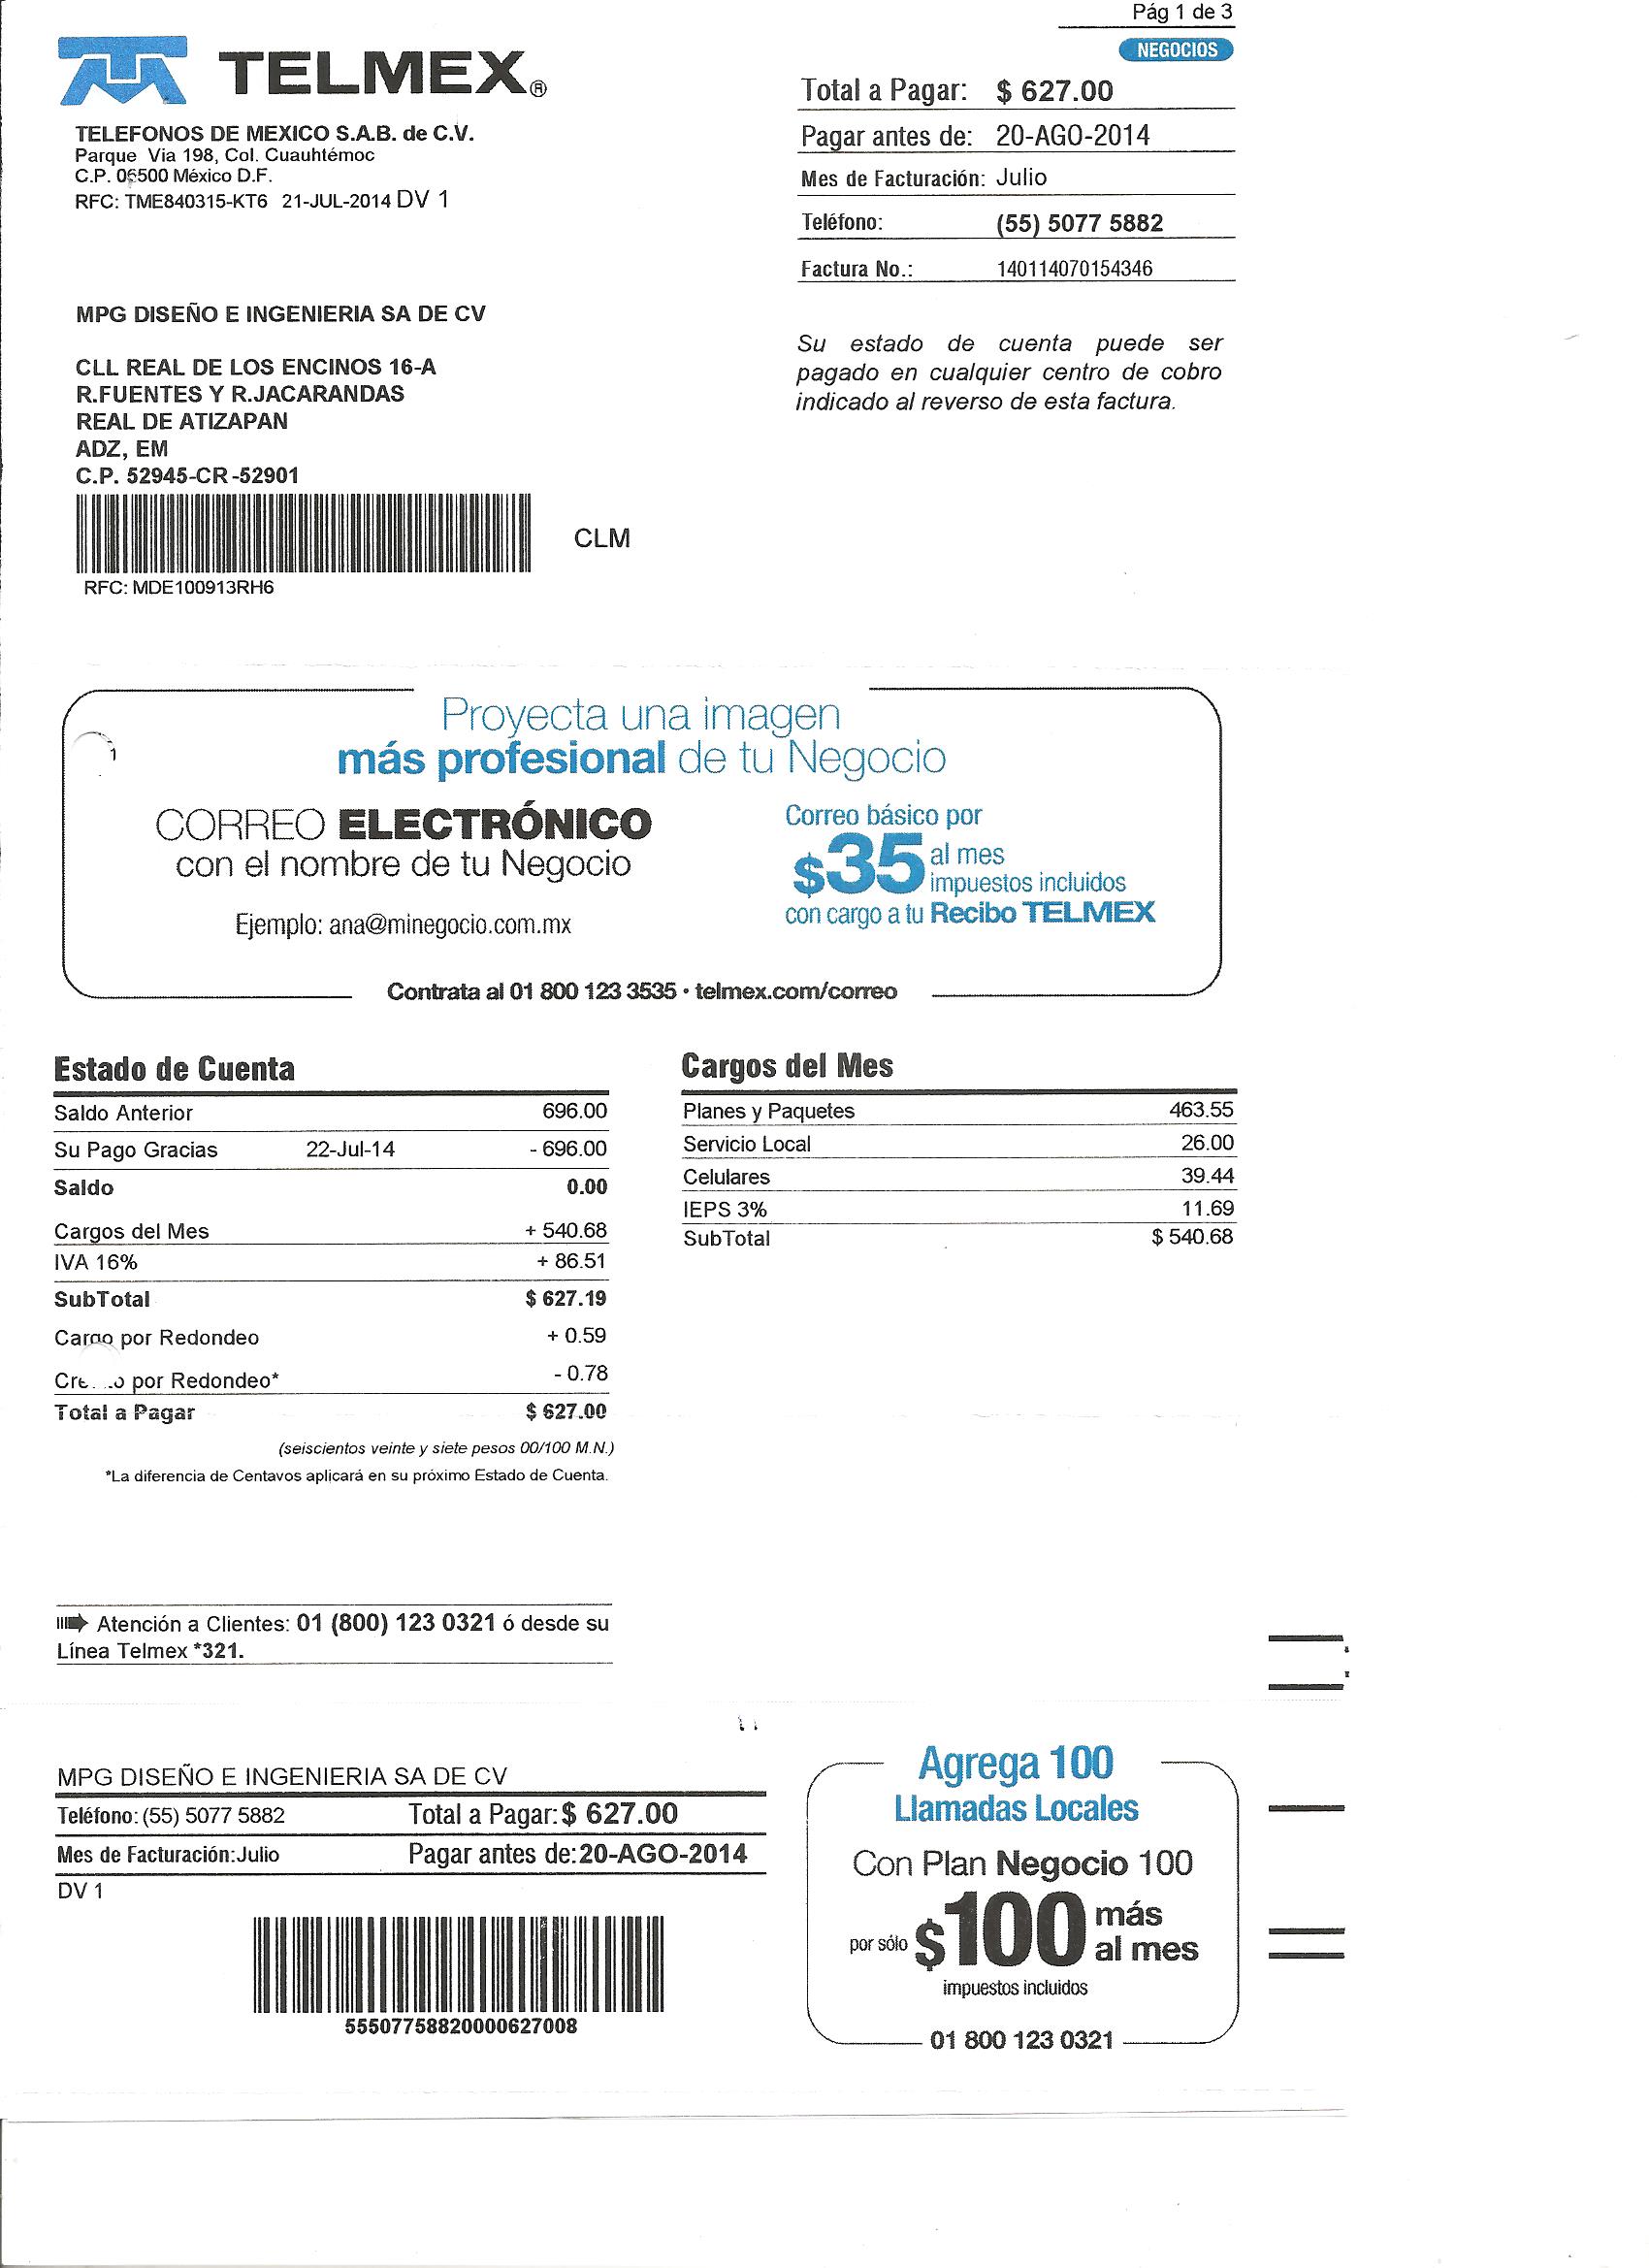 Pág 1 de 3
NEGOCIOS
TELMEX®
TELEFONOS DE MEXICO S.A.B. de C.V.
Parque Via 198, Col. Cuauhtémoc
C.P. 06500 México D.F.
RFC: TME840315-KT6 21-JUL-2014 DV 1
Total a Pagar: $ 627.00
Pagar antes de: 20-AGO-2014
Mes de Facturación: Julio
Teléfono: (55) 5077 5882
Factura No.: 140114070154346
MPG DISEÑO E INGENIERIA SA DE CV
CLL REAL DE LOS ENCINOS 16-A
R.FUENTES Y R.JACARANDAS
REAL DE ATIZAPAN
ADZ, EM
C.P. 52945-CR-52901
CLM
RFC: MDE100913RH6
Su estado de cuenta puede ser
pagado en cualquier centro de cobro
indicado al reverso de esta factura.
Proyecta una imagen
más profesional de tu Negocio
1
CORREO ELECTRÓNICO
con el nombre de tu Negocio
Ejemplo: ana@minegocio.com.mx
Correo básico por
$35 al mes
impuestos incluidos
con cargo a tu Recibo TELMEX
Contrata al 01 800 123 3535 • telmex.com/correo
Estado de Cuenta
Saldo Anterior 696.00
Su Pago Gracias 22-Jul-14 - 696.00
Saldo 0.00
Cargos del Mes + 540.68
IVA 16% + 86.51
SubTotal $ 627.19
Cargo por Redondeo + 0.59
por Redondeo* - 0.78
Total a Pagar $ 627.00
(seiscientos veinte y siete pesos 00/100 M.N.)
*La diferencia de Centavos aplicará en su próximo Estado de Cuenta.
Cargos del Mes
Planes y Paquetes 463.55
Servicio Local 26.00
Celulares 39.44
IEPS 3% 11.69
SubTotal $ 540.68
Atención a Clientes: 01 (800) 123 0321 ó desde su
Línea Telmex *321.
MPG DISEÑO E INGENIERIA SA DE CV
Teléfono: (55) 5077 5882 Total a Pagar: $ 627.00
Mes de Facturación: Julio Pagar antes de: 20-AGO-2014
DV 1
55507758820000627008
Agrega 100
Llamadas Locales
Con Plan Negocio 100
por sólo $100 más
al mes
impuestos incluidos
01 800 123 0321